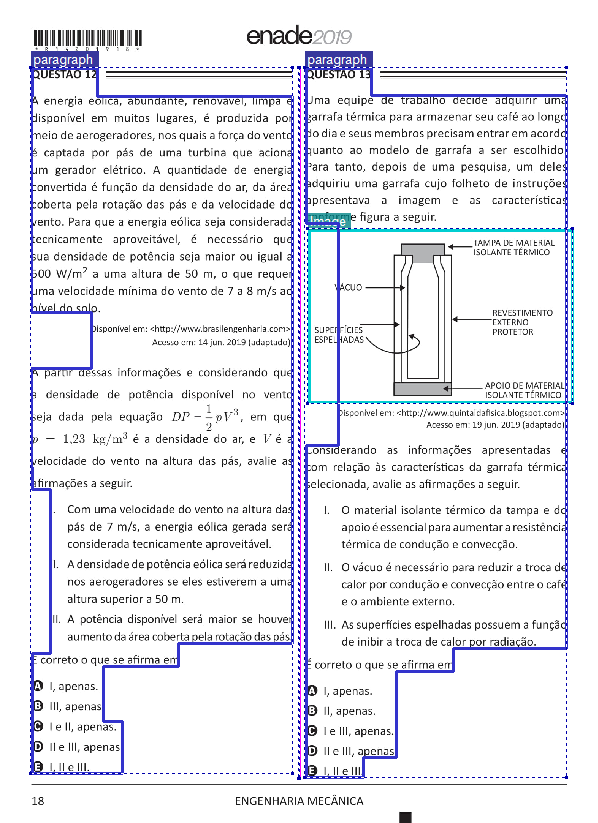 *R1420191?*
enade2019
paragraph
paragraph
QUESTÃO 12
A energia eólica, abundante, renovável, limpa e
disponível em muitos lugares, é produzida por
meio de aerogeradores, nos quais a força do vento
é captada por pás de uma turbina que aciona
um gerador elétrico. A quantidade de energia
convertida é função da densidade do ar, da área
coberta pela rotação das pás e da velocidade do
vento. Para que a energia eólica seja considerada
tecnicamente aproveitável, é necessário que
sua densidade de potência seja maior ou igual a
500 W/m² a uma altura de 50 m, o que requer
uma velocidade mínima do vento de 7 a 8 m/s ao
nível do solo.
Disponível em: <http://www.brasilengenharia.com>
Acesso em: 14 jun. 2019 (adaptado)
A partir dessas informações e considerando que
a densidade de potência disponível no vento
seja dada pela equação DP = 1/2 ρV³, em que
ρ = 1,23 kg/m³ é a densidade do ar, e V é a
velocidade do vento na altura das pás, avalie as
afirmações a seguir.
I. Com uma velocidade do vento na altura das
pás de 7 m/s, a energia eólica gerada será
considerada tecnicamente aproveitável.
II. A densidade de potência eólica será reduzida
nos aerogeradores se eles estiverem a uma
altura superior a 50 m.
III. A potência disponível será maior se houver
aumento da área coberta pela rotação das pás.
É correto o que se afirma em
A I, apenas.
B III, apenas.
C I e II, apenas.
D II e III, apenas
E I, II e III.
QUESTÃO 13
Uma equipe de trabalho decide adquirir uma
garrafa térmica para armazenar seu café ao longo
do dia e seus membros precisam entrar em acordo
quanto ao modelo de garrafa a ser escolhido.
Para tanto, depois de uma pesquisa, um deles
adquiriu uma garrafa cujo folheto de instruções
apresentava a imagem e as características
conforme figura a seguir.
image
TAMPA DE MATERIAL
ISOLANTE TÉRMICO
VÁCUO
SUPERFÍCIES
ESPELHADAS
REVESTIMENTO
EXTERNO
PROTETOR
APOIO DE MATERIAL
ISOLANTE TÉRMICO
Disponível em: <http://www.quintaldafisica.blogspot.com>
Acesso em: 19 jun. 2019 (adaptado)
Considerando as informações apresentadas e
com relação às características da garrafa térmica
selecionada, avalie as afirmações a seguir.
I. O material isolante térmico da tampa e do
apoio é essencial para aumentar a resistência
térmica de condução e convecção.
II. O vácuo é necessário para reduzir a troca de
calor por condução e convecção entre o café
e o ambiente externo.
III. As superfícies espelhadas possuem a função
de inibir a troca de calor por radiação.
É correto o que se afirma em
A I, apenas.
B II, apenas.
C I e III, apenas.
D II e III, apenas
E I, II e III
18
ENGENHARIA MECÂNICA